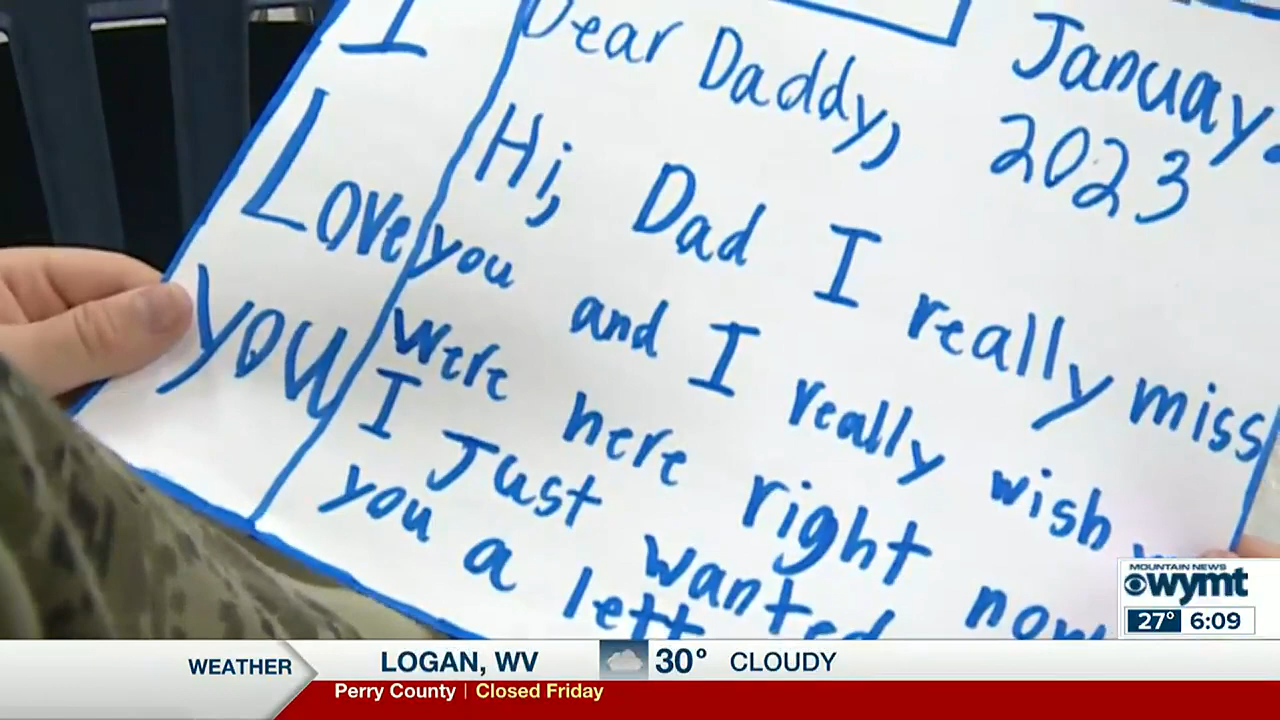 I
Love
you
Dear Daddy,
January.
2023
Hi, Dad I really miss
you and I really wish
were here right now
I Just wanted
you a lett
MOUNTAIN NEWS
wymt
27° 6:09
WEATHER LOGAN, WV 30° CLOUDY
Perry County | Closed Friday